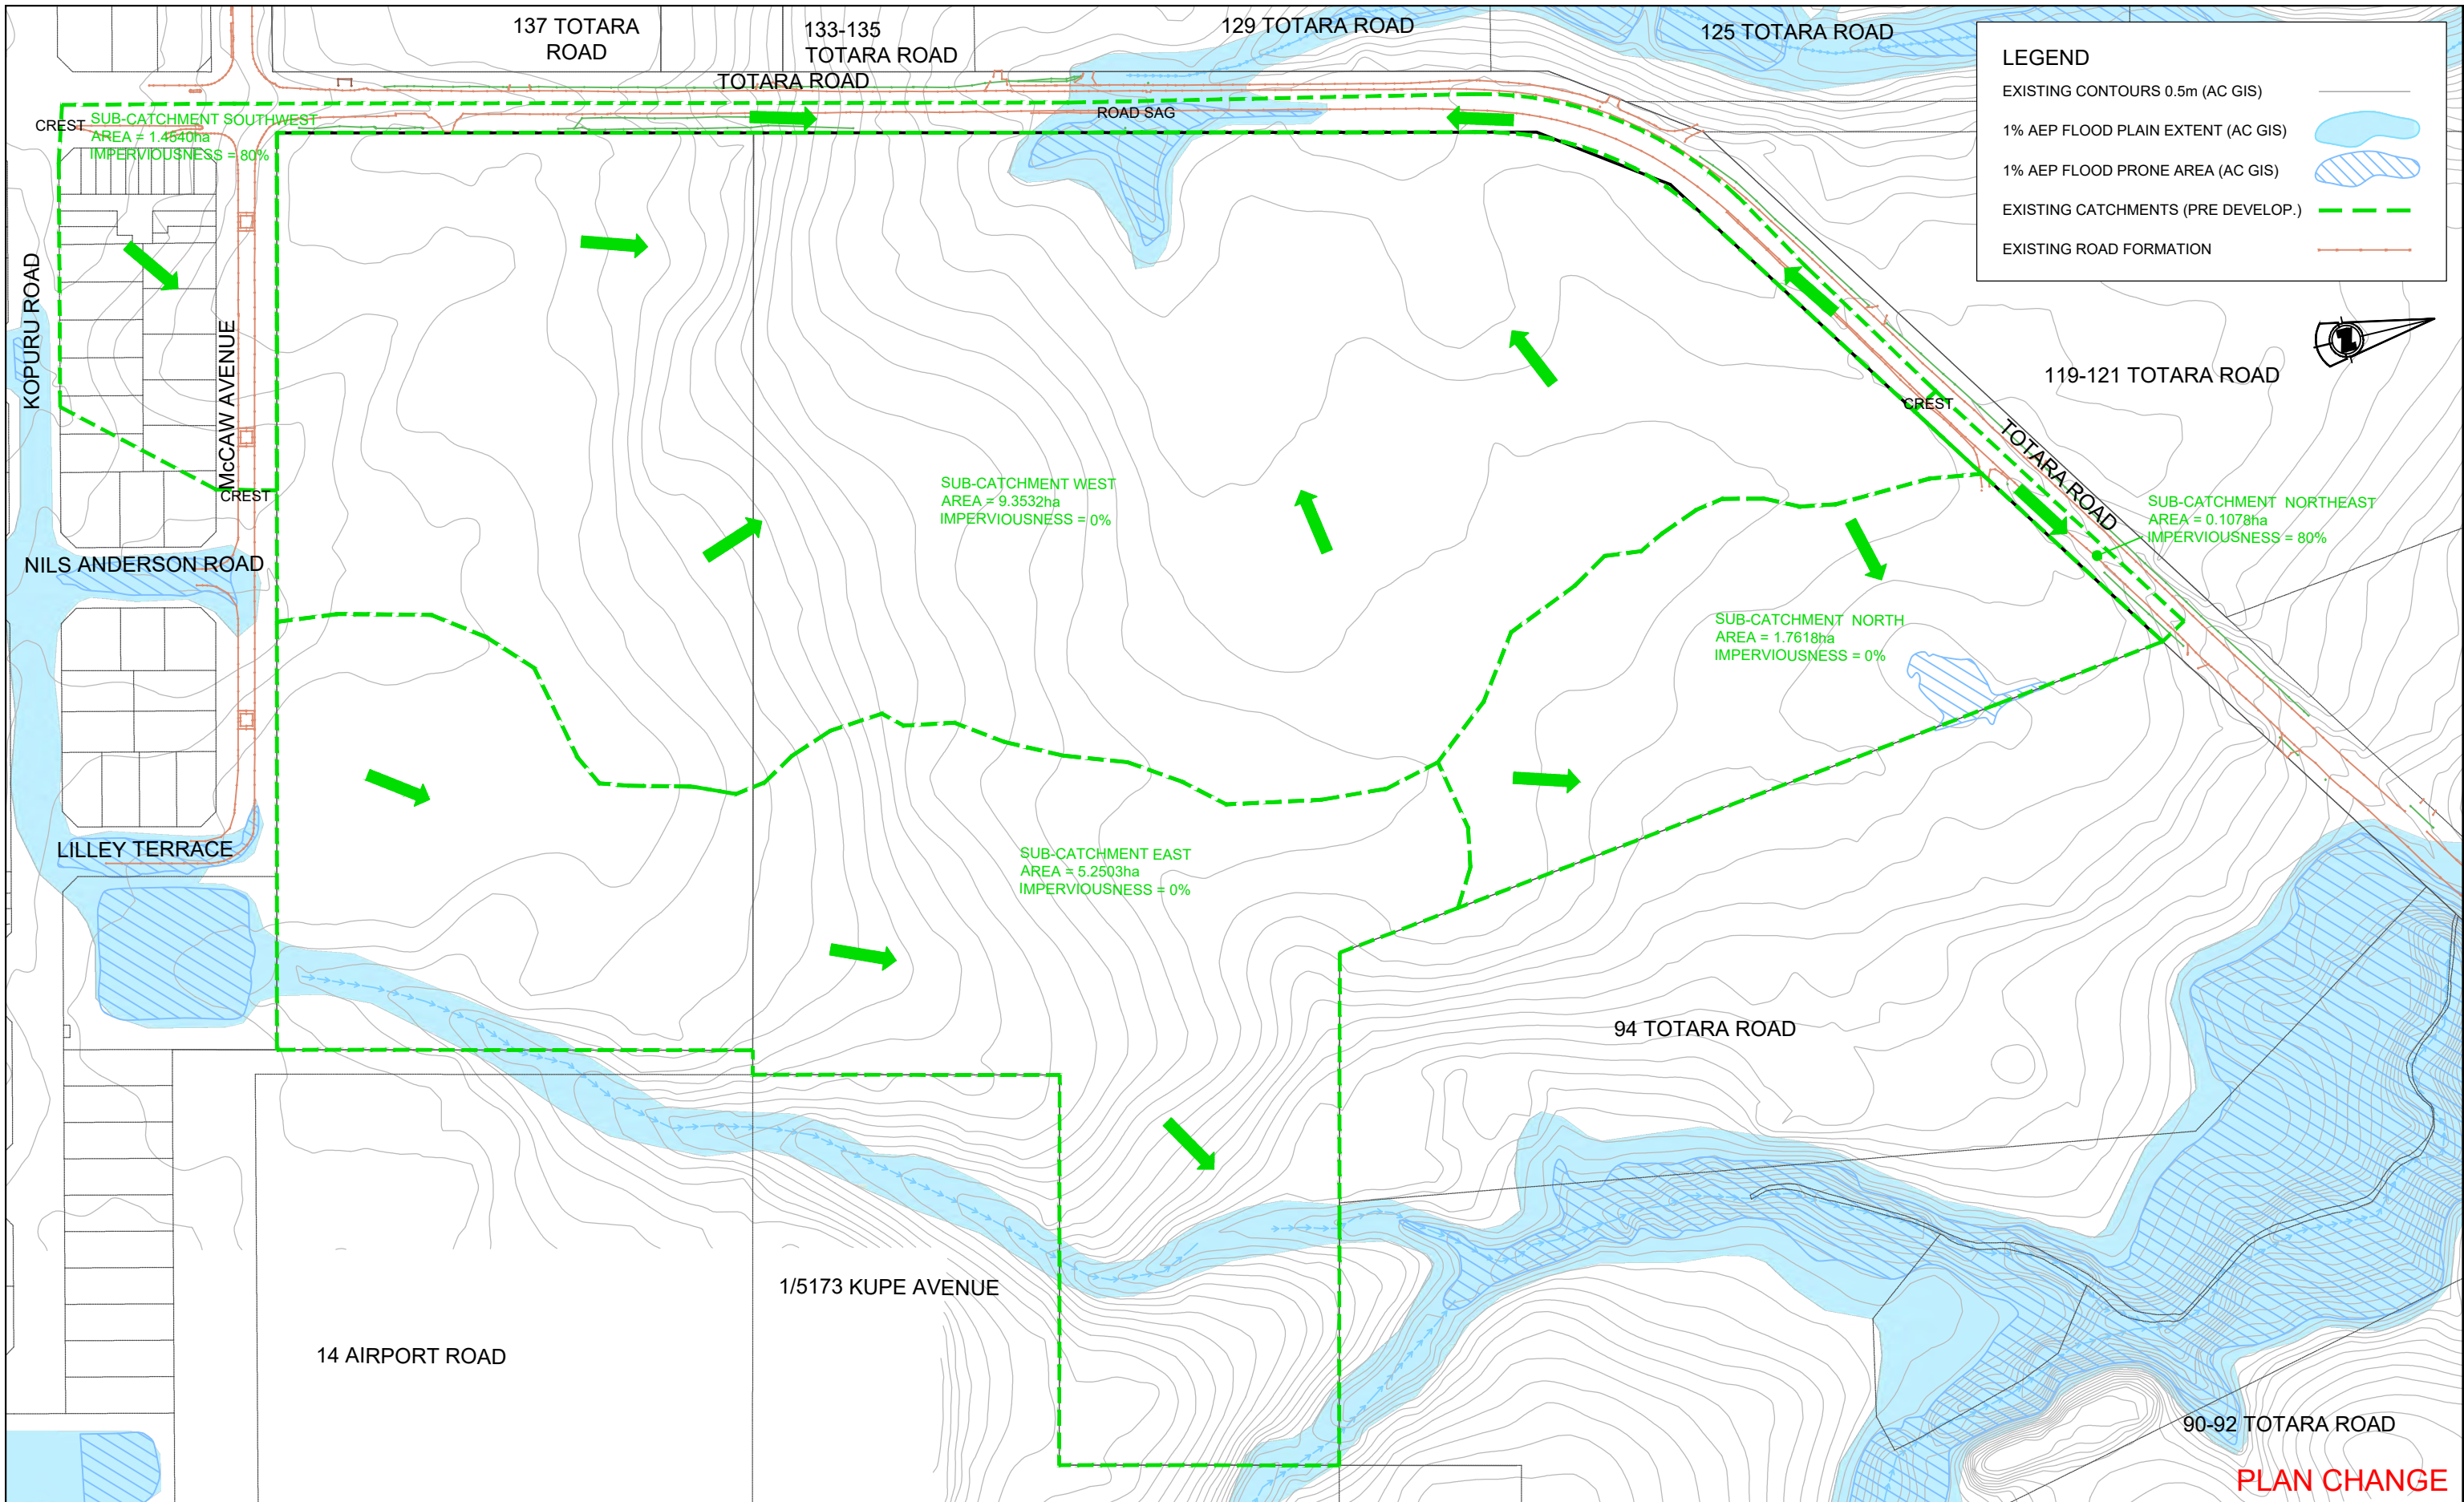 137 TOTARA
ROAD
133-135
TOTARA ROAD
129 TOTARA ROAD
125 TOTARA ROAD
TOTARA ROAD
LEGEND
EXISTING CONTOURS 0.5m (AC GIS)
1% AEP FLOOD PLAIN EXTENT (AC GIS)
1% AEP FLOOD PRONE AREA (AC GIS)
EXISTING CATCHMENTS (PRE DEVELOP.)
EXISTING ROAD FORMATION
CREST
SUB-CATCHMENT SOUTHWEST
AREA = 1.4540ha
IMPERVIOUSNESS = 80%
ROAD SAG
KOPURU ROAD
McCAW AVENUE
CREST
119-121 TOTARA ROAD
CREST
TOTARA ROAD
SUB-CATCHMENT WEST
AREA = 9.3532ha
IMPERVIOUSNESS = 0%
SUB-CATCHMENT NORTHEAST
AREA = 0.1078ha
IMPERVIOUSNESS = 80%
NILS ANDERSON ROAD
SUB-CATCHMENT NORTH
AREA = 1.7618ha
IMPERVIOUSNESS = 0%
LILLEY TERRACE
SUB-CATCHMENT EAST
AREA = 5.2503ha
IMPERVIOUSNESS = 0%
94 TOTARA ROAD
1/5173 KUPE AVENUE
14 AIRPORT ROAD
90-92 TOTARA ROAD
PLAN CHANGE